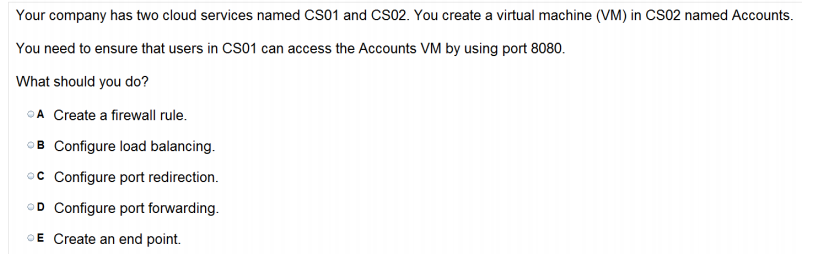 Your company has two cloud services named CS01 and CS02. You create a virtual machine (VM) in CS02 named Accounts.
You need to ensure that users in CS01 can access the Accounts VM by using port 8080.
What should you do?
A Create a firewall rule.
B Configure load balancing.
C Configure port redirection.
D Configure port forwarding.
E Create an end point.